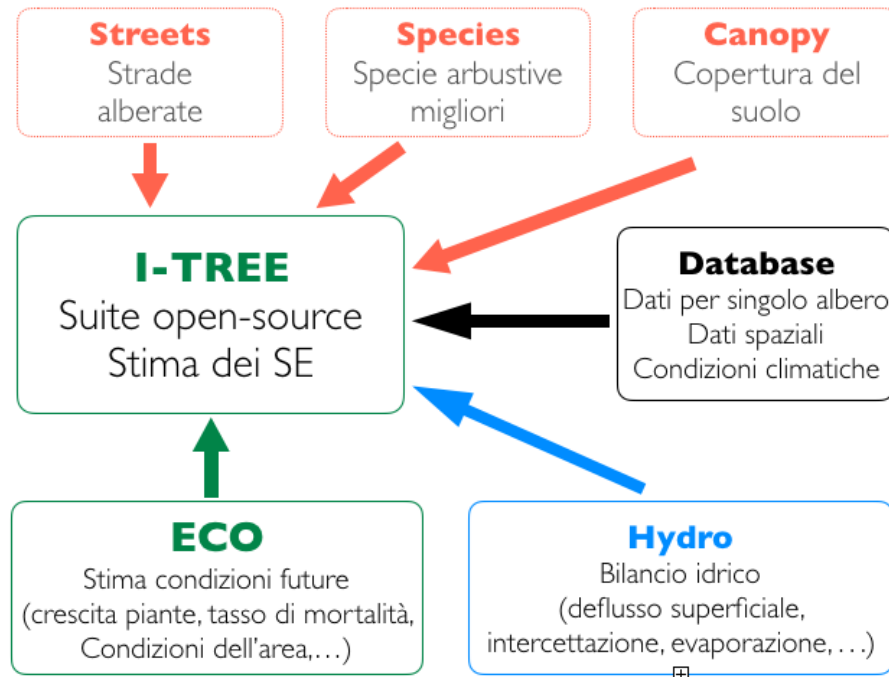 Streets
Strade
alberate
Species
Specie arbustive
migliori
Canopy
Copertura del
suolo
I-TREE
Suite open-source
Stima dei SE
Database
Dati per singolo albero
Dati spaziali
Condizioni climatiche
ECO
Stima condizioni future
(crescita piante, tasso di mortalità,
Condizioni dell'area,…)
Hydro
Bilancio idrico
(deflusso superficiale,
intercettazione, evaporazione, …)